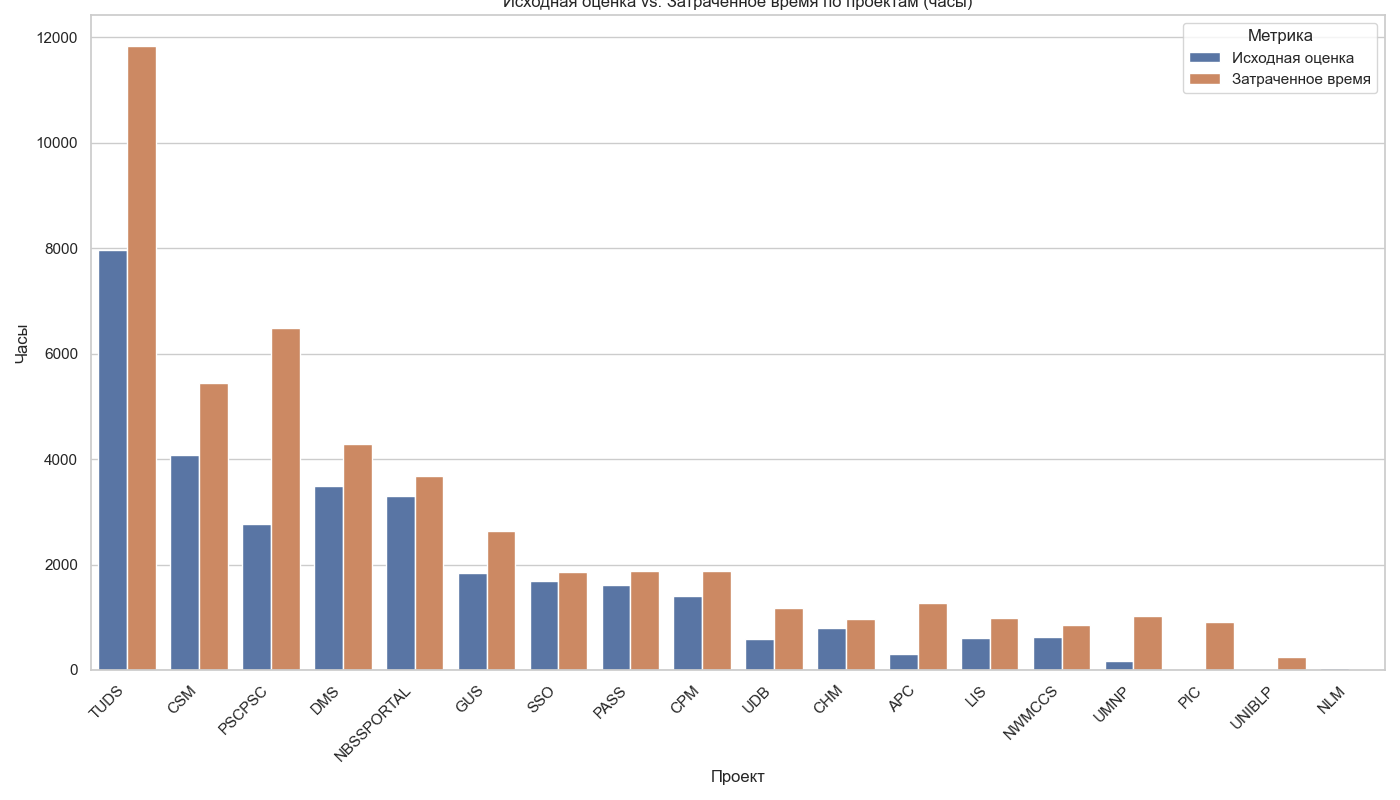 Исходная оценка vs. Затраченное время по проектам (часы)
Метрика
Исходная оценка
Затраченное время
Часы
12000
10000
8000
6000
4000
2000
0
TUDS
CSM
PSCPSC
DMS
NBSSPORTAL
GUS
SSO
PASS
CPM
UDB
CHM
APC
LIS
NWMCCS
UMNP
PIC
UNIBLP
NLM
Проект